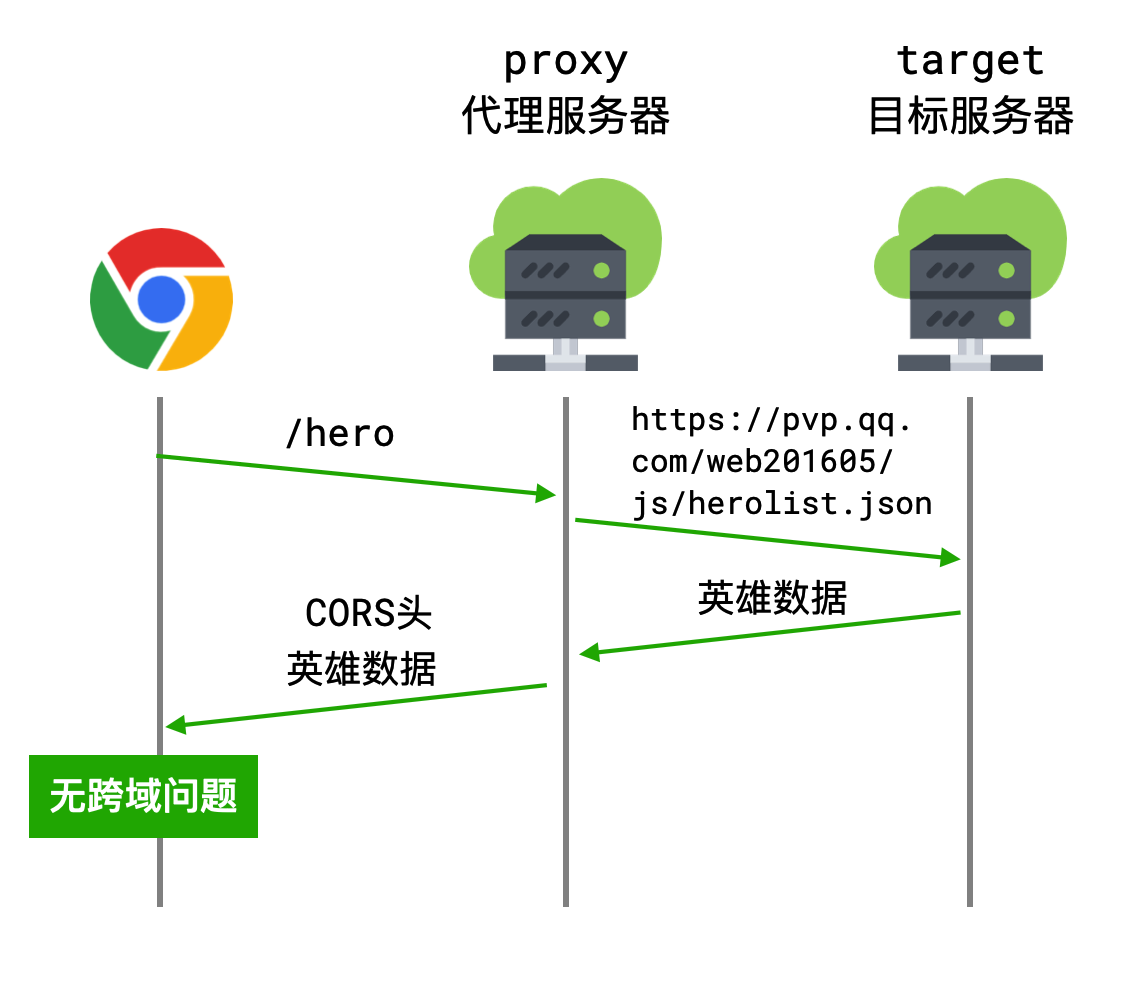 proxy
代理服务器
target
目标服务器
/hero
https://pvp.qq.
com/web201605/
js/herolist.json
英雄数据
CORS头
英雄数据
无跨域问题